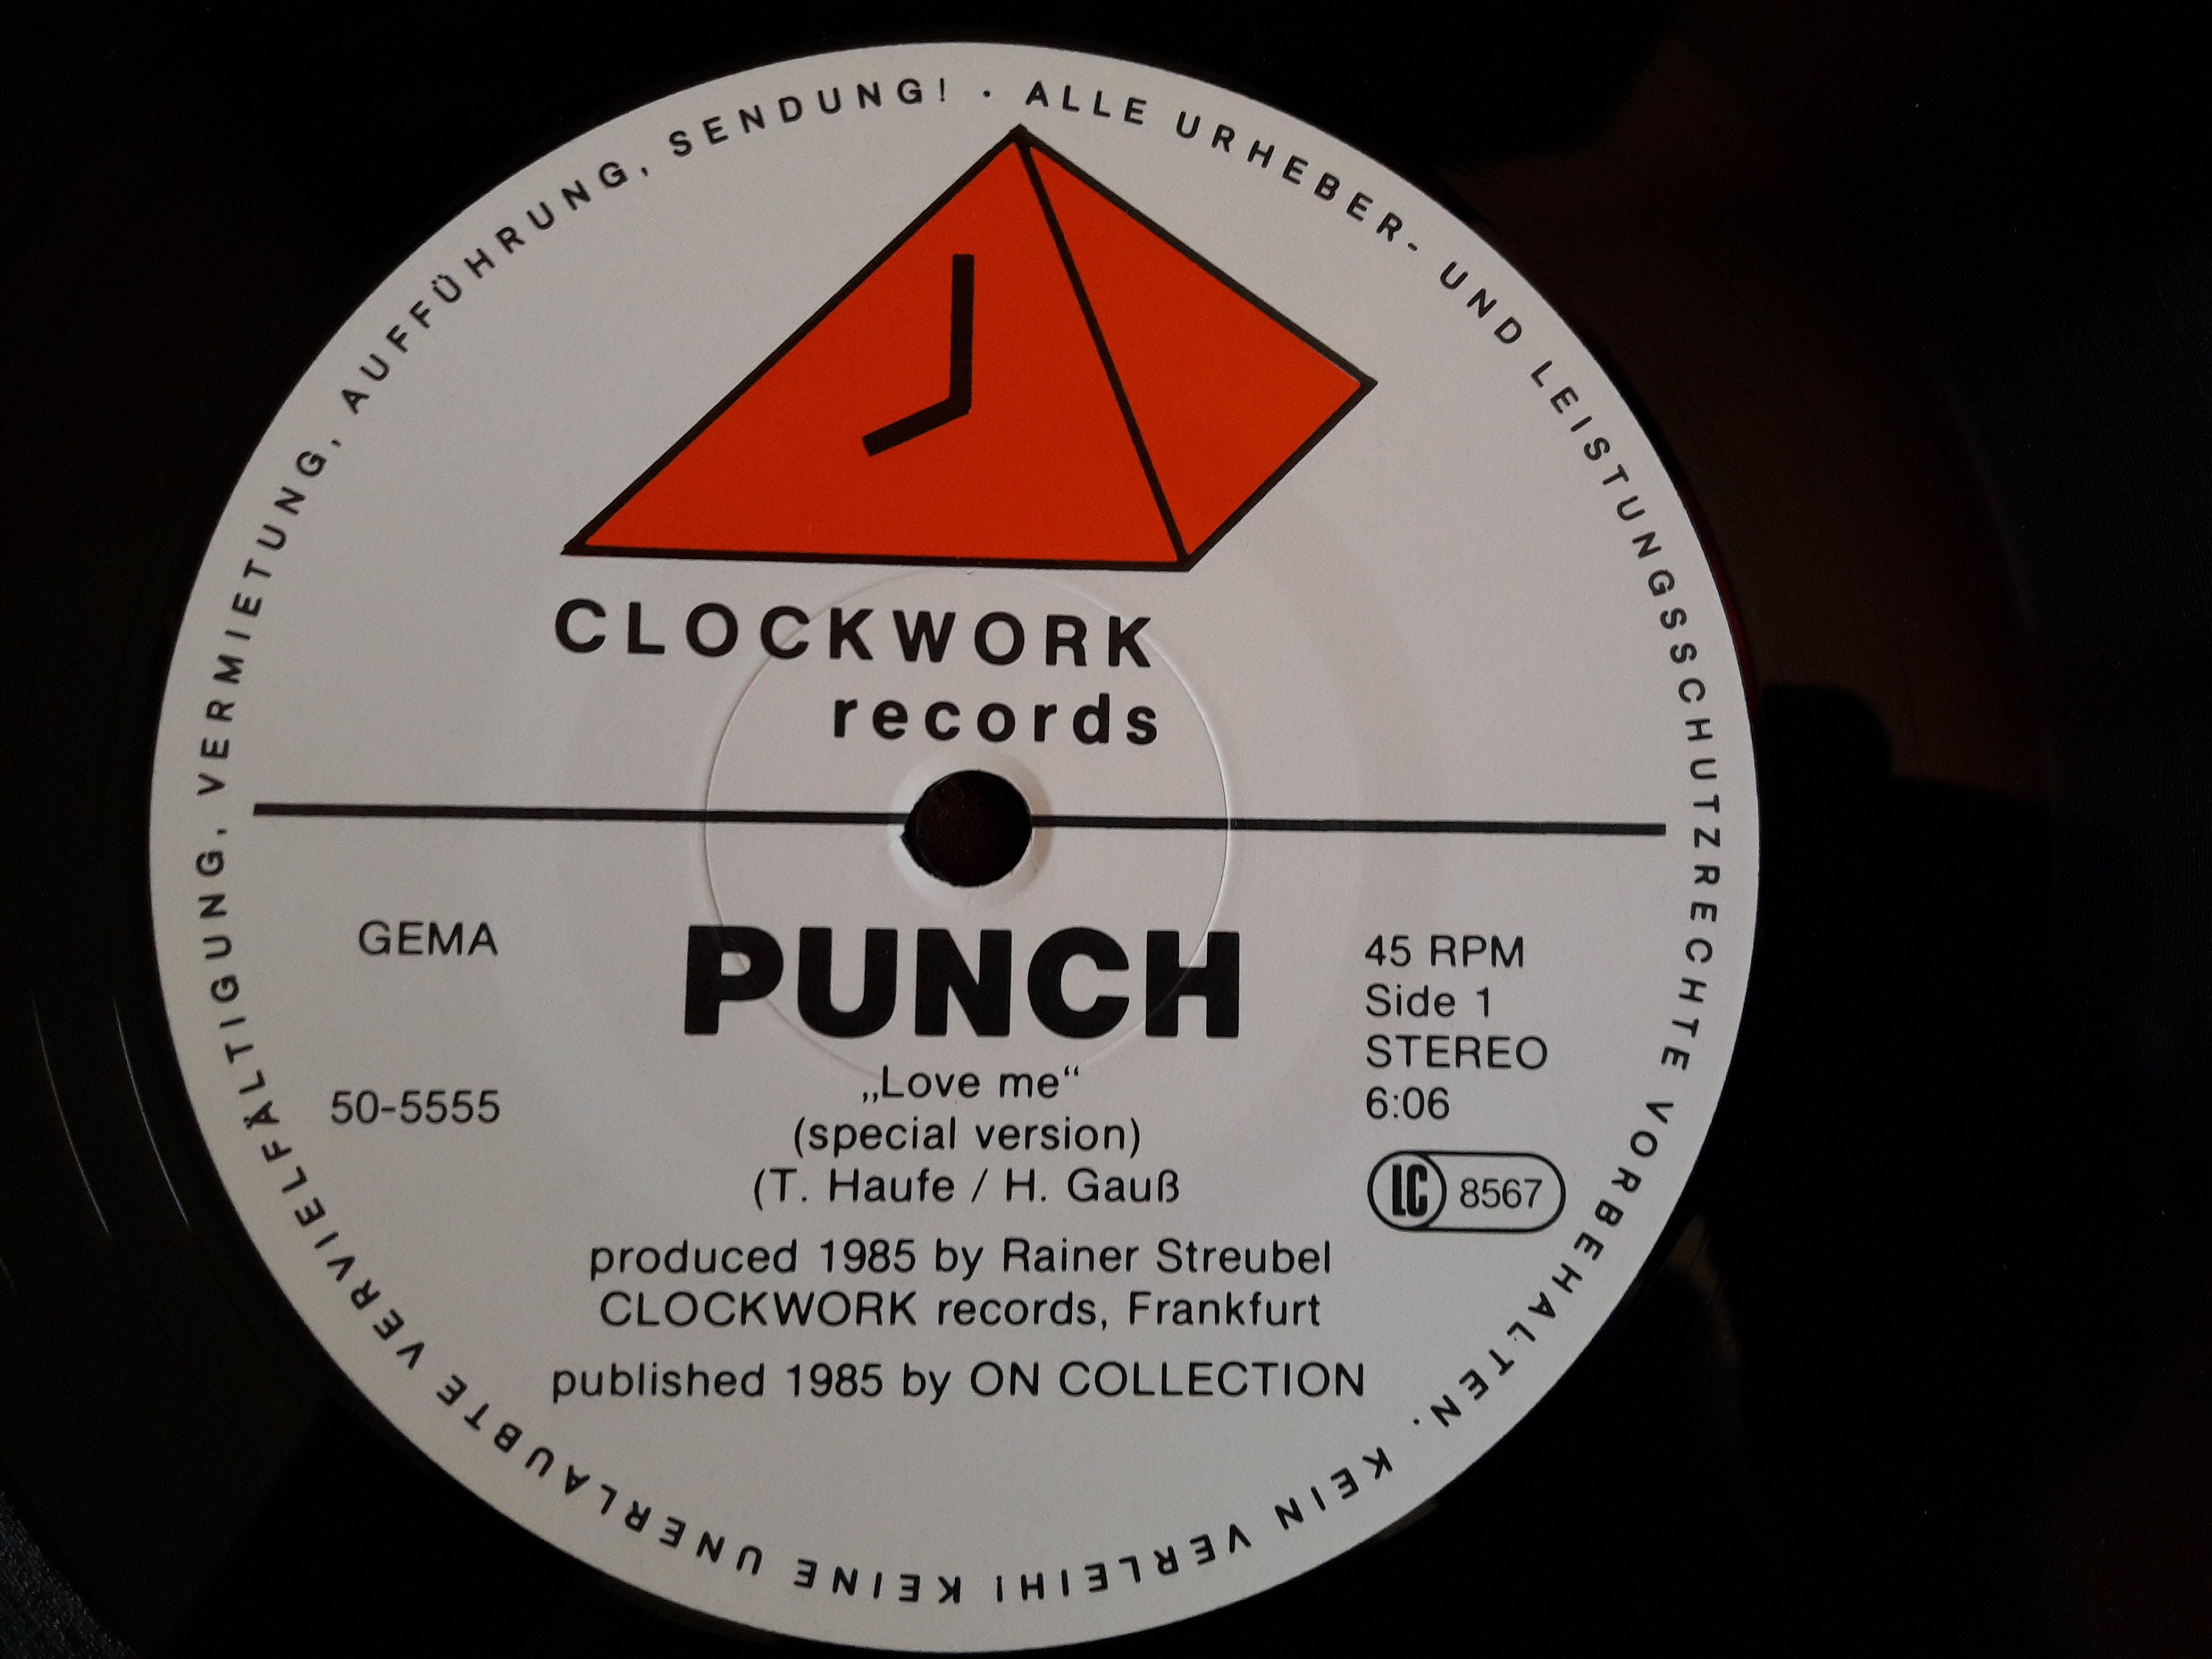 ALLE URHEBER- UND LEISTUNGSSCHUTZRECHTE VORBEHALTEN. KEIN VERLEIH! KEINE UNERLAUBTE VERVIELFÄLTIGUNG, VERMIETUNG, AUFFÜHRUNG, SENDUNG! ·
CLOCKWORK
records
GEMA
50-5555
PUNCH
„Love me“
(special version)
(T. Haufe / H. Gauß
produced 1985 by Rainer Streubel
CLOCKWORK records, Frankfurt
published 1985 by ON COLLECTION
45 RPM
Side 1
STEREO
6:06
LC 8567